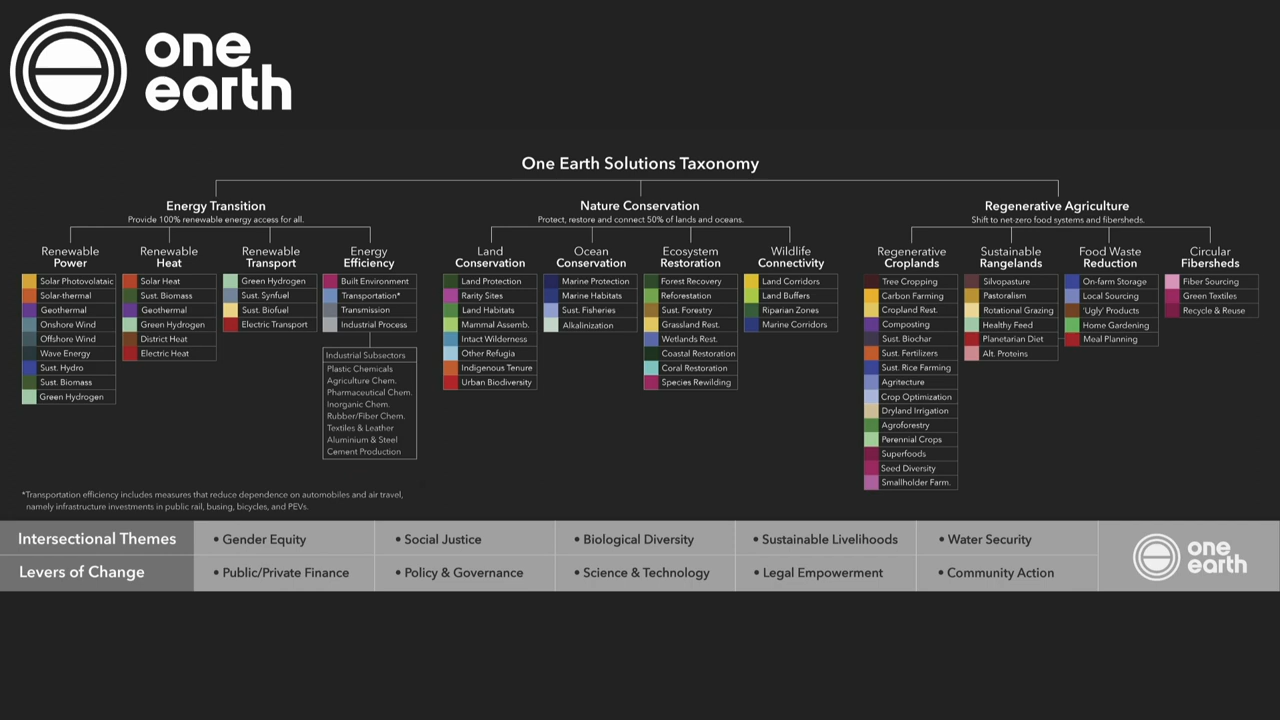 one
earth
One Earth Solutions Taxonomy
Energy Transition
Provide 100% renewable energy access for all.
Renewable
Power
Solar Photovolataic
Solar-thermal
Geothermal
Onshore Wind
Offshore Wind
Wave Energy
Sust. Hydro
Sust. Biomass
Green Hydrogen
Renewable
Heat
Solar Heat
Sust. Biomass
Geothermal
Green Hydrogen
District Heat
Electric Heat
Renewable
Transport
Green Hydrogen
Sust. Synfuel
Sust. Biofuel
Electric Transport
Energy
Efficiency
Built Environment
Transportation*
Transmission
Industrial Process
Industrial Subsectors
Plastic Chemicals
Agriculture Chem.
Pharmaceutical Chem.
Inorganic Chem.
Rubber/Fiber Chem.
Textiles & Leather
Aluminium & Steel
Cement Production
*Transportation efficiency includes measures that reduce dependence on automobiles and air travel,
namely infrastructure investments in public rail, busing, bicycles, and PEVs.
Nature Conservation
Protect, restore and connect 50% of lands and oceans.
Land
Conservation
Land Protection
Rarity Sites
Land Habitats
Mammal Assemb.
Intact Wilderness
Other Refugia
Indigenous Tenure
Urban Biodiversity
Ocean
Conservation
Marine Protection
Marine Habitats
Sust. Fisheries
Alkalinization
Ecosystem
Restoration
Forest Recovery
Reforestation
Sust. Forestry
Grassland Rest.
Wetlands Rest.
Coastal Restoration
Coral Restoration
Species Rewilding
Wildlife
Connectivity
Land Corridors
Land Buffers
Riparian Zones
Marine Corridors
Regenerative Agriculture
Shift to net-zero food systems and fibersheds.
Regenerative
Croplands
Tree Cropping
Carbon Farming
Cropland Rest.
Composting
Sust. Biochar
Sust. Fertilizers
Sust. Rice Farming
Agritecture
Crop Optimization
Dryland Irrigation
Agroforestry
Perennial Crops
Superfoods
Seed Diversity
Smallholder Farm.
Sustainable
Rangelands
Silvopasture
Pastoralism
Rotational Grazing
Healthy Feed
Planetarian Diet
Alt. Proteins
Food Waste
Reduction
On-farm Storage
Local Sourcing
'Ugly' Products
Home Gardening
Meal Planning
Circular
Fibersheds
Fiber Sourcing
Green Textiles
Recycle & Reuse
Intersectional Themes
• Gender Equity
• Social Justice
• Biological Diversity
• Sustainable Livelihoods
• Water Security
Levers of Change
• Public/Private Finance
• Policy & Governance
• Science & Technology
• Legal Empowerment
• Community Action
one
earth